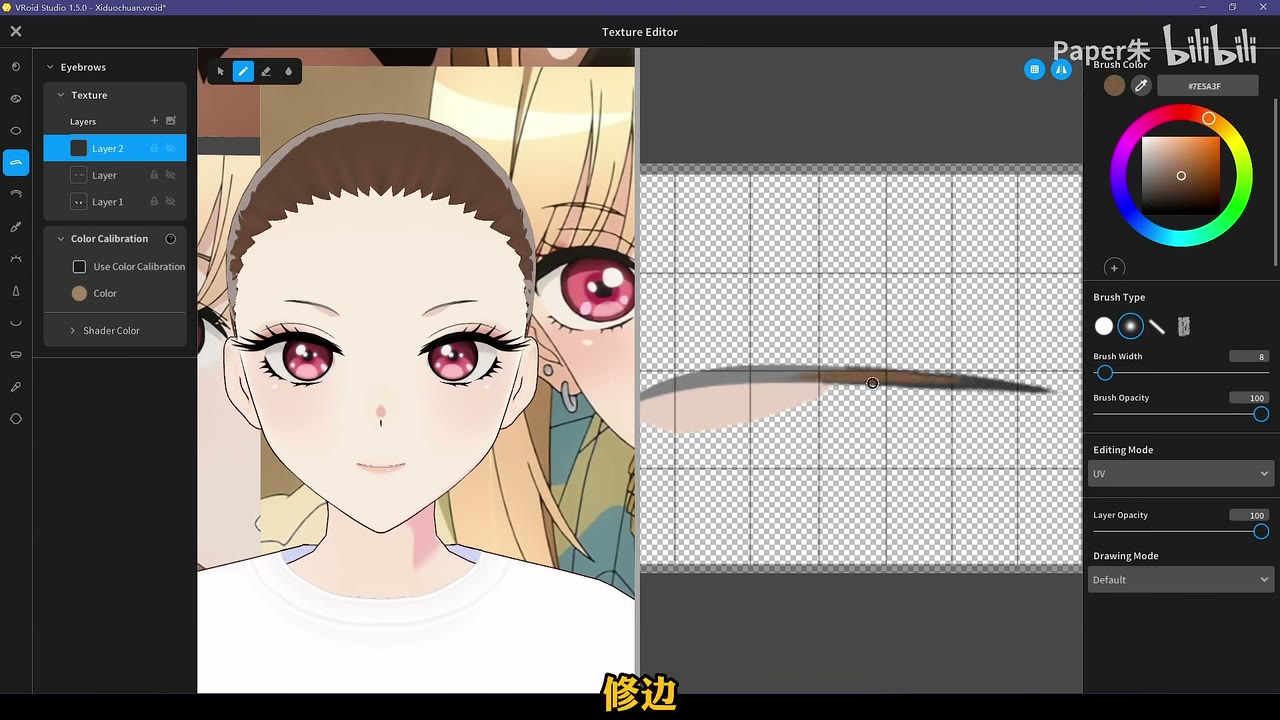 VRoid Studio 1.5.0 - Xiduochuan.vroid*
Texture Editor
Paper朱 bilibili
Eyebrows
Texture
Layers
Layer 2
Layer
Layer 1
Color Calibration
Use Color Calibration
Color
Shader Color
Brush Color
#7E5A3F
Brush Type
Brush Width
8
Brush Opacity
100
Editing Mode
UV
Layer Opacity
100
Drawing Mode
Default
修边